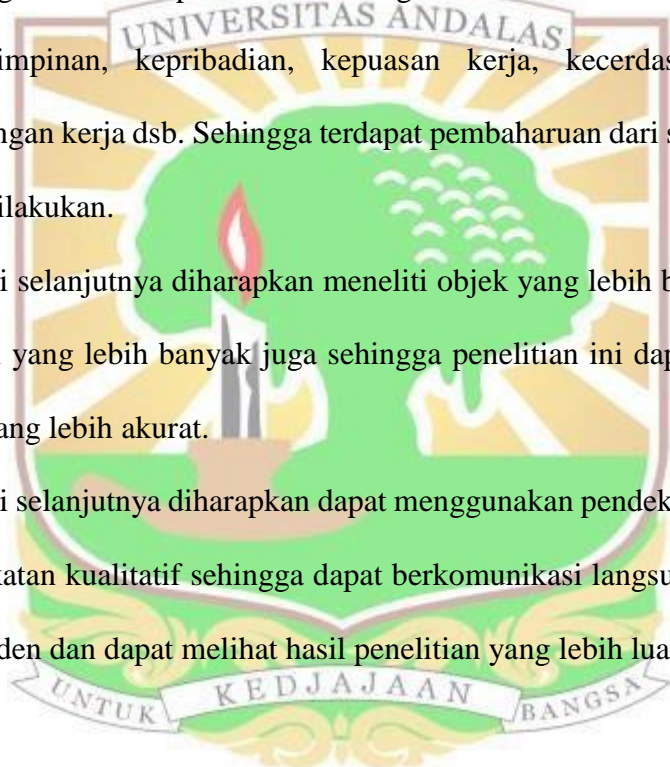 UNIVERSITAS ANDALAS
impinan, kepribadian, kepuasan kerja, kecerdas
ngan kerja dsb. Sehingga terdapat pembaharuan dari s
ilakukan.
i selanjutnya diharapkan meneliti objek yang lebih b
yang lebih banyak juga sehingga penelitian ini dap
ang lebih akurat.
i selanjutnya diharapkan dapat menggunakan pendek
katan kualitatif sehingga dapat berkomunikasi langsu
den dan dapat melihat hasil penelitian yang lebih lua
UNTUK KEDJAJAAN BANGSA